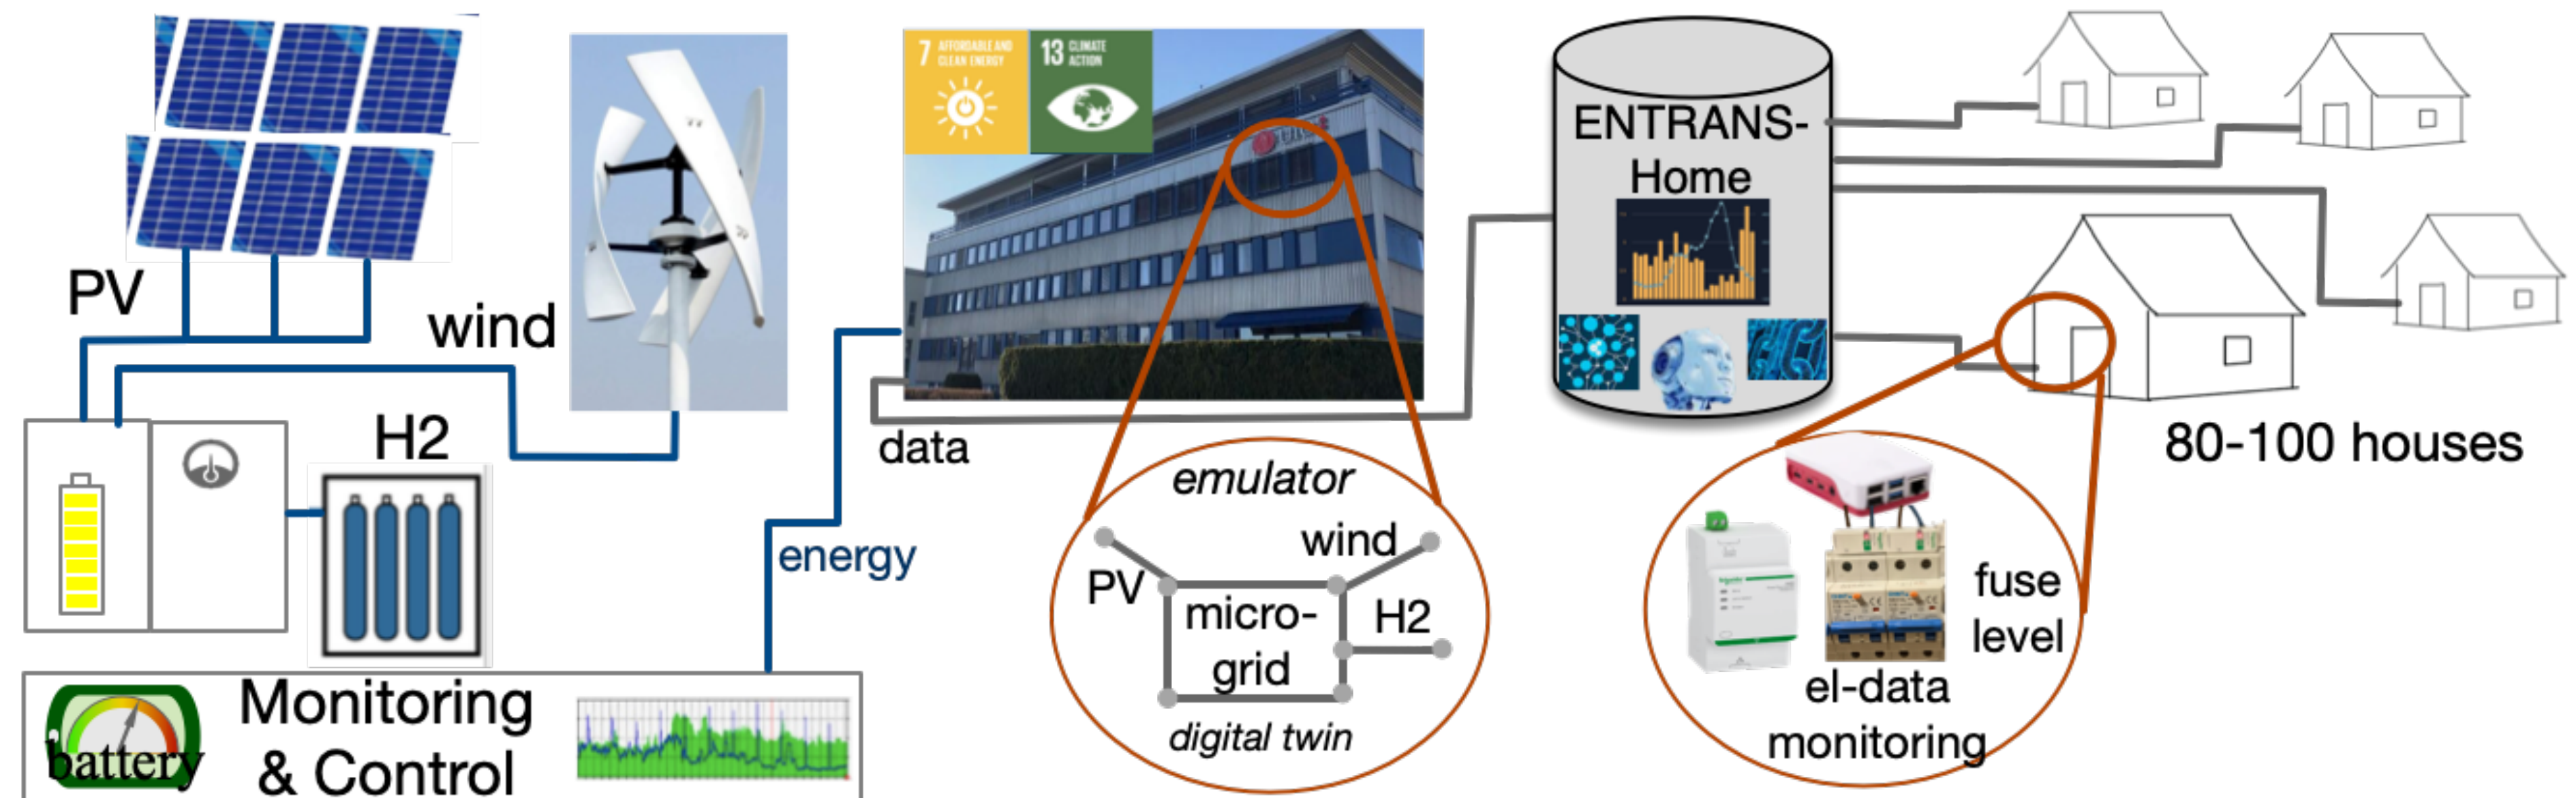 PV
wind
H2
battery
Monitoring
& Control
energy
data
7 AFFORDABLE AND
CLEAN ENERGY
13 CLIMATE
ACTION
emulator
wind
PV
micro-
grid
H2
digital twin
ENTRANS-
Home
80-100 houses
fuse
level
el-data
monitoring